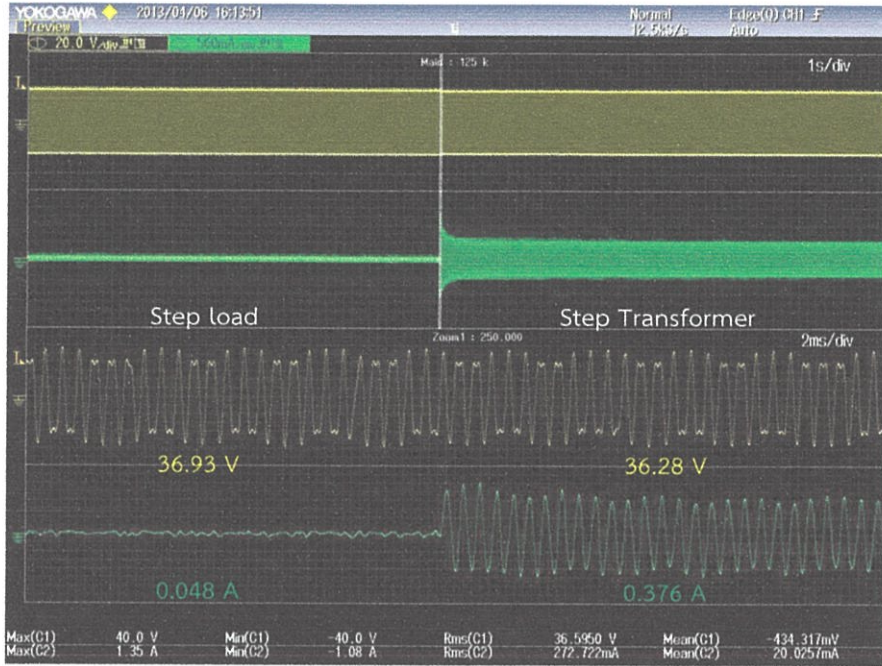 YOKOGAWA 2013/04/06 16:13:51 Normal Edge(Q) CH1
Preview 12.5kS/s Auto
20.0 V/div
Main : 125 k 1s/div
Step load Step Transformer
Zoom1 : 250.000 2ms/div
36.93 V 36.28 V
0.048 A 0.376 A
Max(C1) 40.0 V Min(C1) -40.0 V Rms(C1) 36.5950 V Mean(C1) -434.317mV
Max(C2) 1.35 A Min(C2) -1.08 A Rms(C2) 272.722mA Mean(C2) 20.0257mA